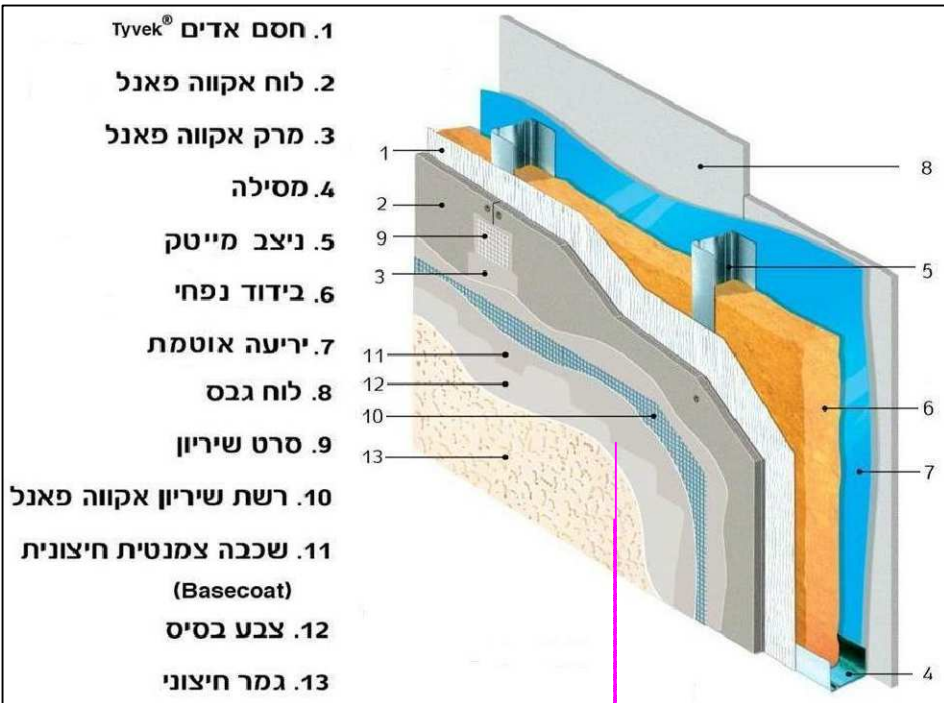 1. חסם אדים Tyvek®
2. לוח אקווה פאנל
3. מרק אקווה פאנל
4. מסילה
5. ניצב מייטק
6. בידוד נפחי
7. יריעה אוטמת
8. לוח גבס
9. סרט שיריון
10. רשת שיריון אקווה פאנל
11. שכבה צמנטית חיצונית
(Basecoat)
12. צבע בסיס
13. גמר חיצוני
1
2
9
3
11
12
10
13
8
5
6
7
4